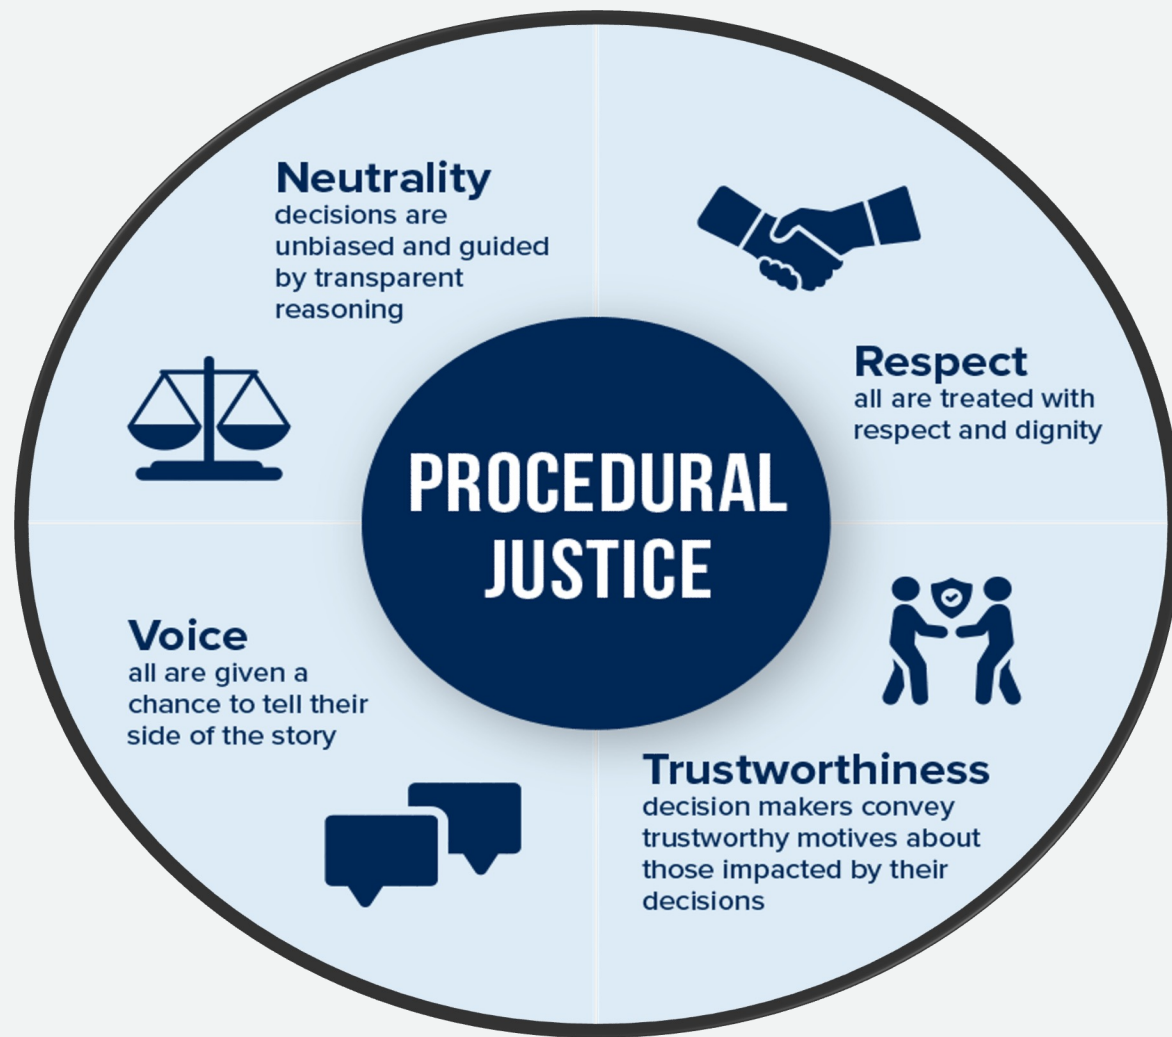 Neutrality
decisions are
unbiased and guided
by transparent
reasoning
Respect
all are treated with
respect and dignity
PROCEDURAL
JUSTICE
Voice
all are given a
chance to tell their
side of the story
Trustworthiness
decision makers convey
trustworthy motives about
those impacted by their
decisions